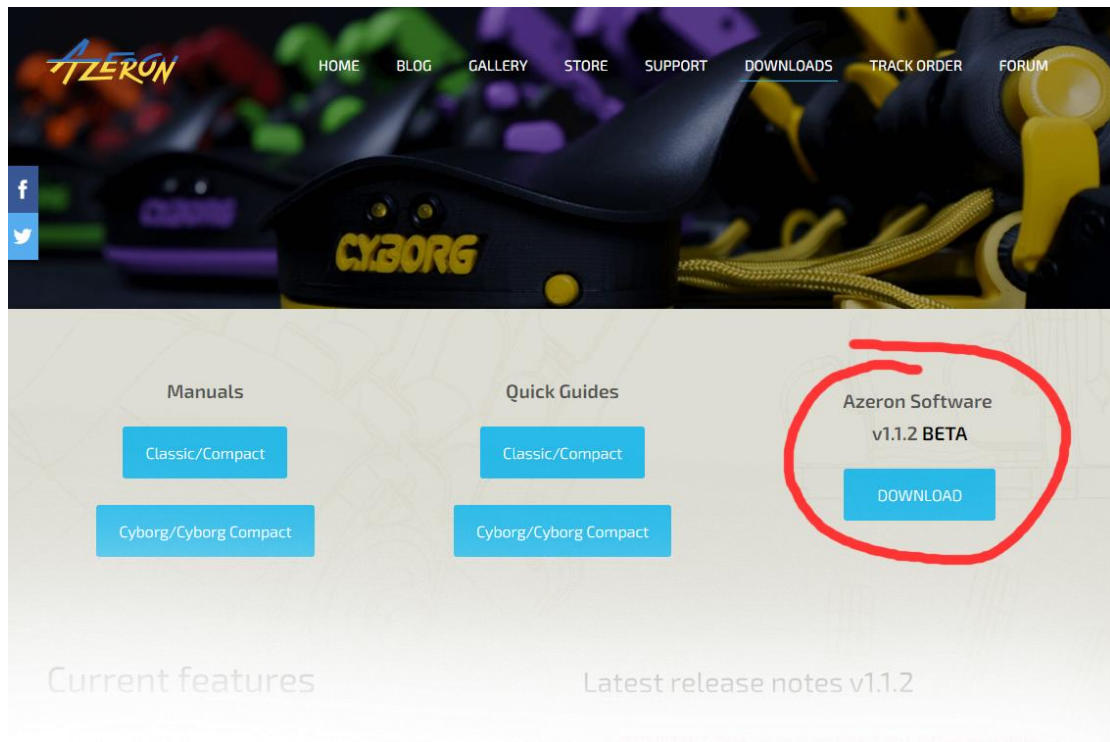 AZERON
HOME BLOG GALLERY STORE SUPPORT DOWNLOADS TRACK ORDER FORUM
f
CYBORG
CYBORG
Manuals
Classic/Compact
Cyborg/Cyborg Compact
Quick Guides
Classic/Compact
Cyborg/Cyborg Compact
Azeron Software
v1.1.2 BETA
DOWNLOAD
Current features
Latest release notes v1.1.2